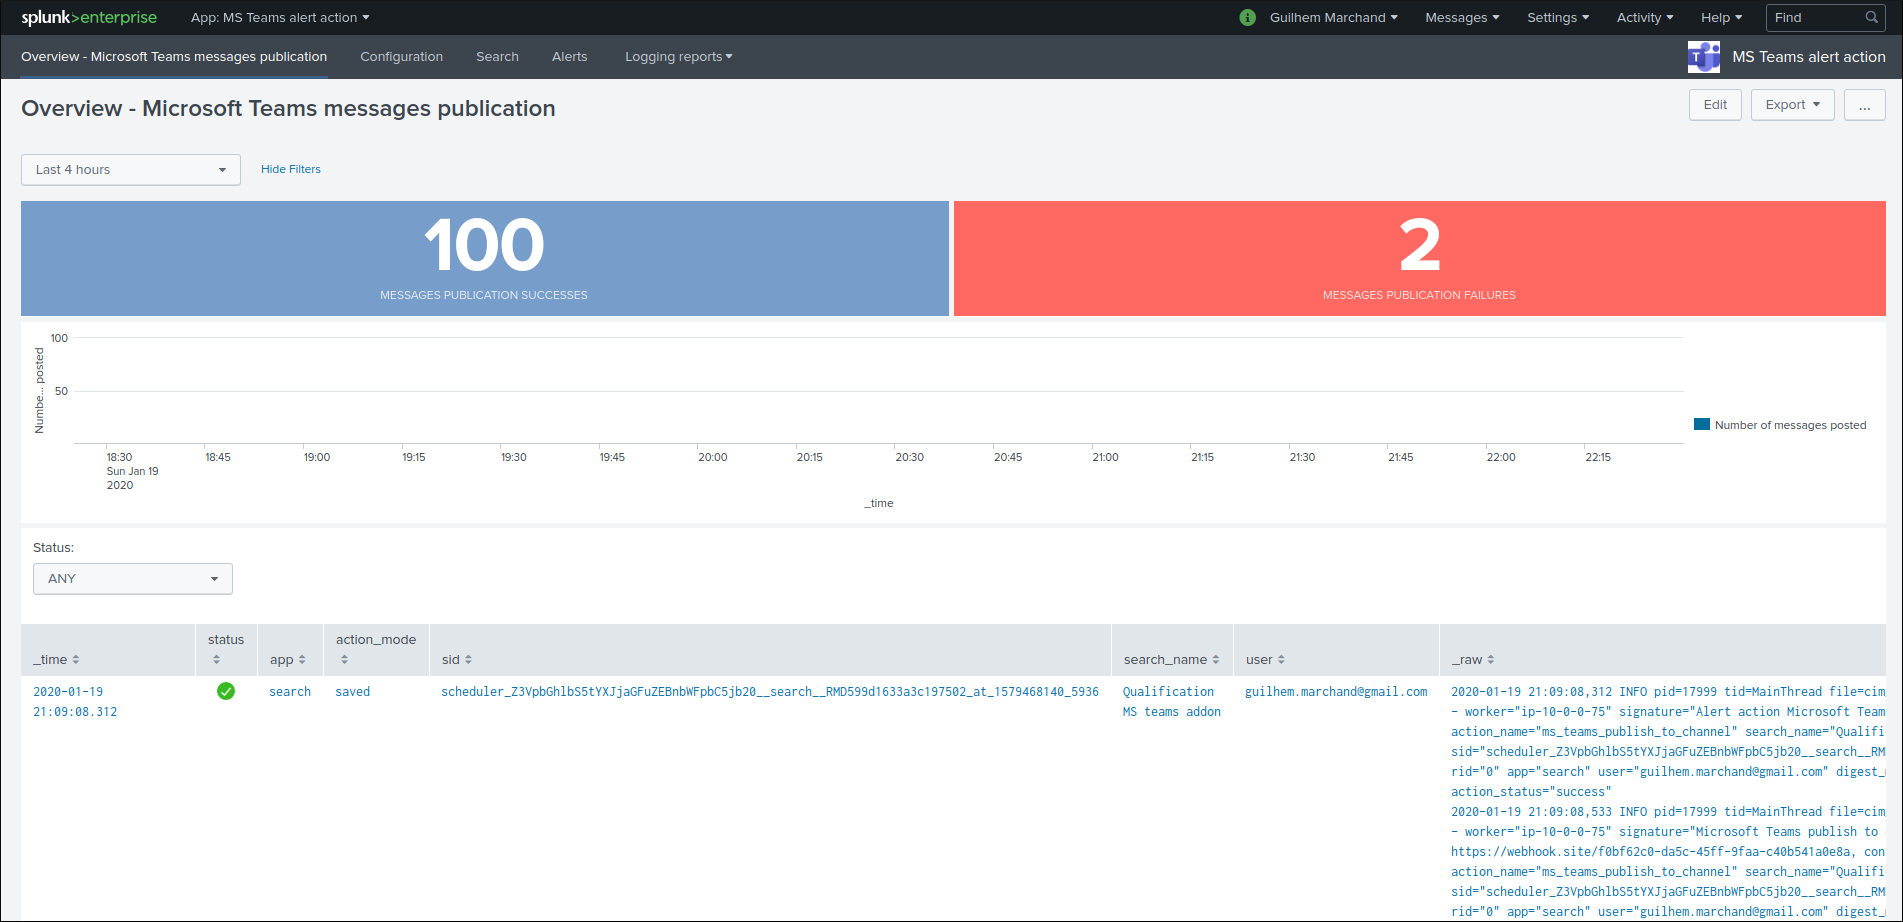 splunk>enterprise App: MS Teams alert action Guilhem Marchand Messages Settings Activity Help Find
Overview - Microsoft Teams messages publication Configuration Search Alerts Logging reports MS Teams alert action
Overview - Microsoft Teams messages publication Edit Export ...
Last 4 hours Hide Filters
100 2
MESSAGES PUBLICATION SUCCESSES MESSAGES PUBLICATION FAILURES
100
50
Numbe... posted
Number of messages posted
18:30 18:45 19:00 19:15 19:30 19:45 20:00 20:15 20:30 20:45 21:00 21:15 21:30 21:45 22:00 22:15
Sun Jan 19
2020
_time
Status:
ANY
_time status app action_mode sid search_name user _raw
2020-01-19 search saved scheduler_Z3VpbGhlbS5tYXJjaGFuZEBnbWFpbC5jb20__search__RMD599d1633a3c197502_at_1579468140_5936 Qualification guilhem.marchand@gmail.com 2020-01-19 21:09:08,312 INFO pid=17999 tid=MainThread file=cim
21:09:08.312 MS teams addon - worker="ip-10-0-0-75" signature="Alert action Microsoft Team
action_name="ms_teams_publish_to_channel" search_name="Qualifi
sid="scheduler_Z3VpbGhlbS5tYXJjaGFuZEBnbWFpbC5jb20__search__RM
rid="0" app="search" user="guilhem.marchand@gmail.com" digest_
action_status="success"
2020-01-19 21:09:08,533 INFO pid=17999 tid=MainThread file=cim
- worker="ip-10-0-0-75" signature="Microsoft Teams publish to
https://webhook.site/f0bf62c0-da5c-45ff-9faa-c40b541a0e8a, con
action_name="ms_teams_publish_to_channel" search_name="Qualifi
sid="scheduler_Z3VpbGhlbS5tYXJjaGFuZEBnbWFpbC5jb20__search__RM
rid="0" app="search" user="guilhem.marchand@gmail.com" digest_